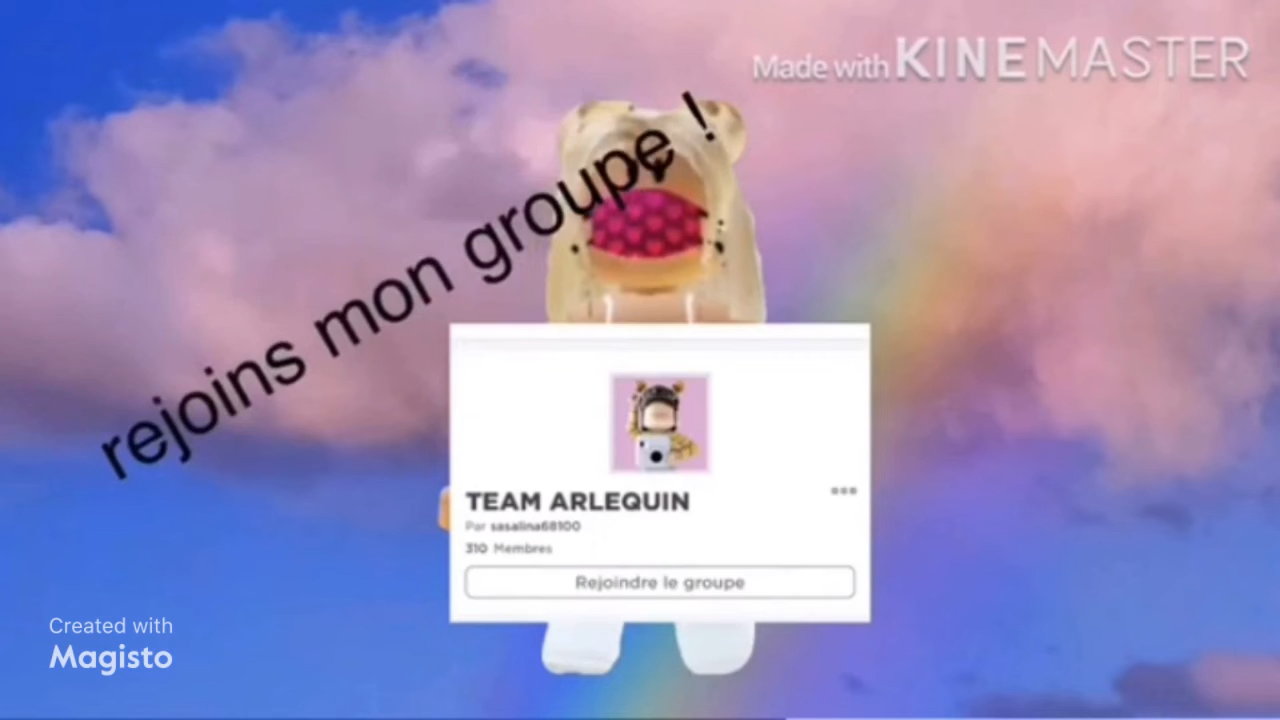 Made with KINEMASTER
rejoins mon groupe !
TEAM ARLEQUIN
Par sasalina68100
310 Membres
Rejoindre le groupe
Created with
Magisto